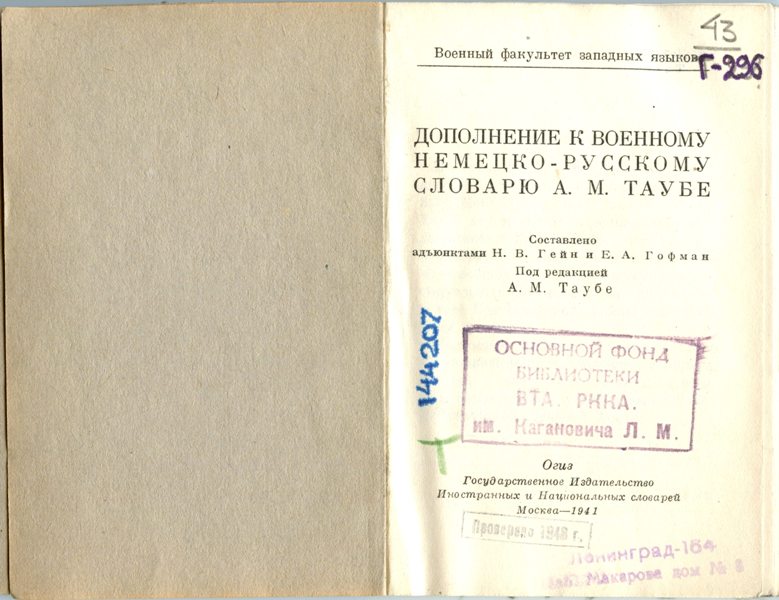 43
Г-296
Военный факультет западных языков
ДОПОЛНЕНИЕ К ВОЕННОМУ
НЕМЕЦКО-РУССКОМУ
СЛОВАРЮ А. М. ТАУБЕ
Составлено
адъюнктами Н. В. Гейн и Е. А. Гофман
Под редакцией
А. М. Таубе
144207
ОСНОВНОЙ ФОНД
БИБЛИОТЕКИ
ВТА. РККА.
им. Кагановича Л. М.
Огиз
Государственное Издательство
Иностранных и Национальных словарей
Москва—1941
Проверено 1948 г.
Ленинград-164
Макарова дом № 8